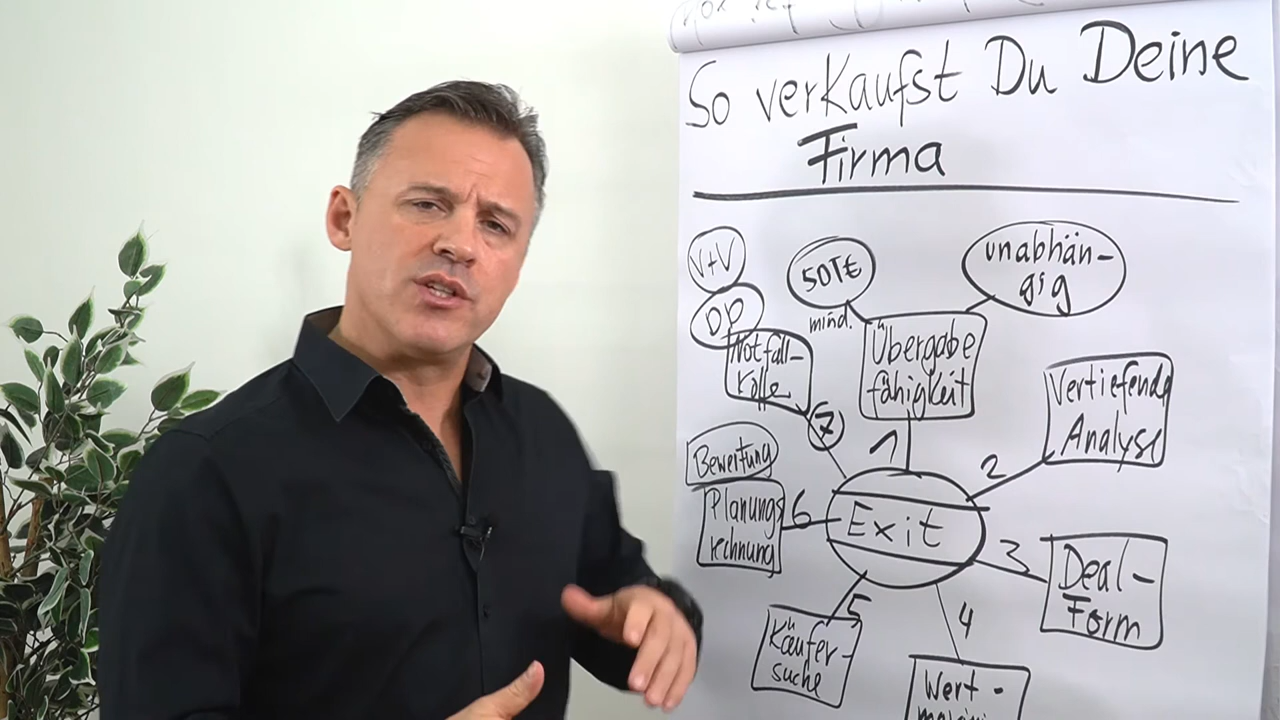 So verkaufst Du Deine
Firma
V+V
DD
Notfall-
50T€
mind.
unabhän-
gig
Übergabe
fähigkeit
1
Vertiefende
Analyse
2
Deal-
Form
3
4
Wert-
Käufer-
suche
5
Bewertung
Planungs
rechnung
6
7
Exit